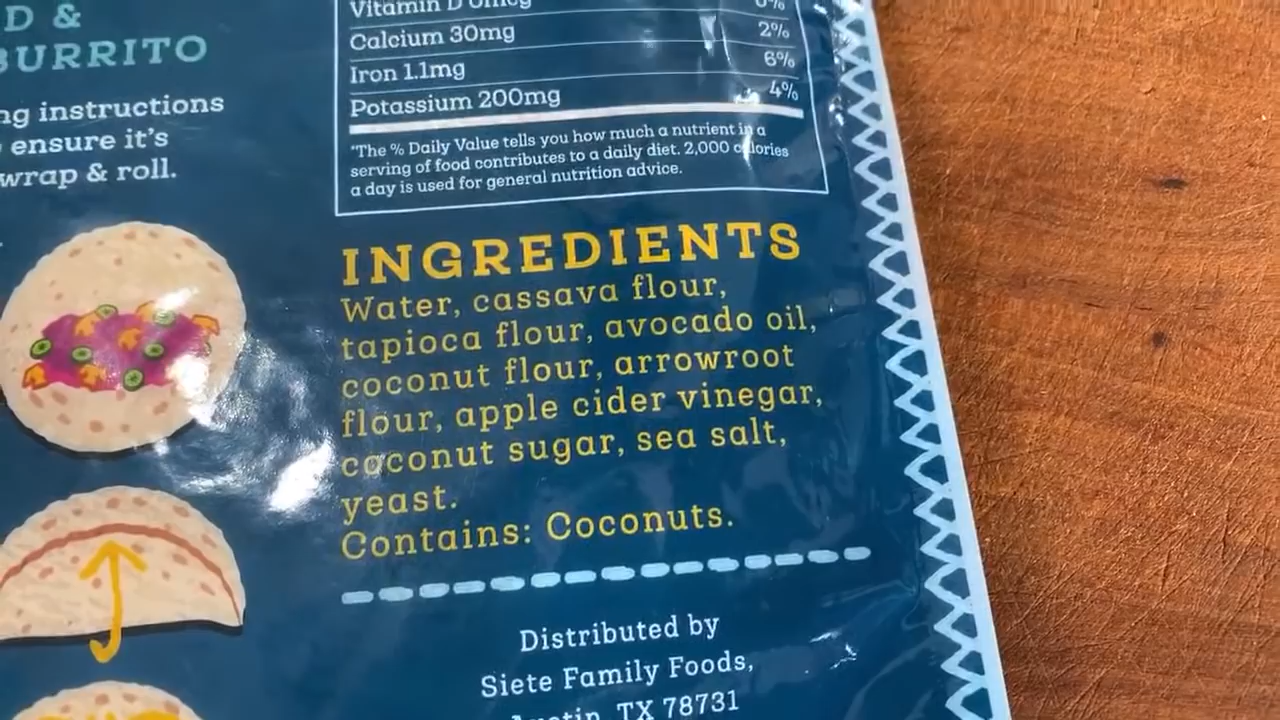 D &
BURRITO
ng instructions
ensure it's
wrap & roll.
Vitamin D 0mcg 0%
Calcium 30mg 2%
Iron 1.1mg 6%
Potassium 200mg 4%
*The % Daily Value tells you how much a nutrient in a
serving of food contributes to a daily diet. 2,000 calories
a day is used for general nutrition advice.
INGREDIENTS
Water, cassava flour,
tapioca flour, avocado oil,
coconut flour, arrowroot
flour, apple cider vinegar,
coconut sugar, sea salt,
yeast.
Contains: Coconuts.
Distributed by
Siete Family Foods,
Austin, TX 78731